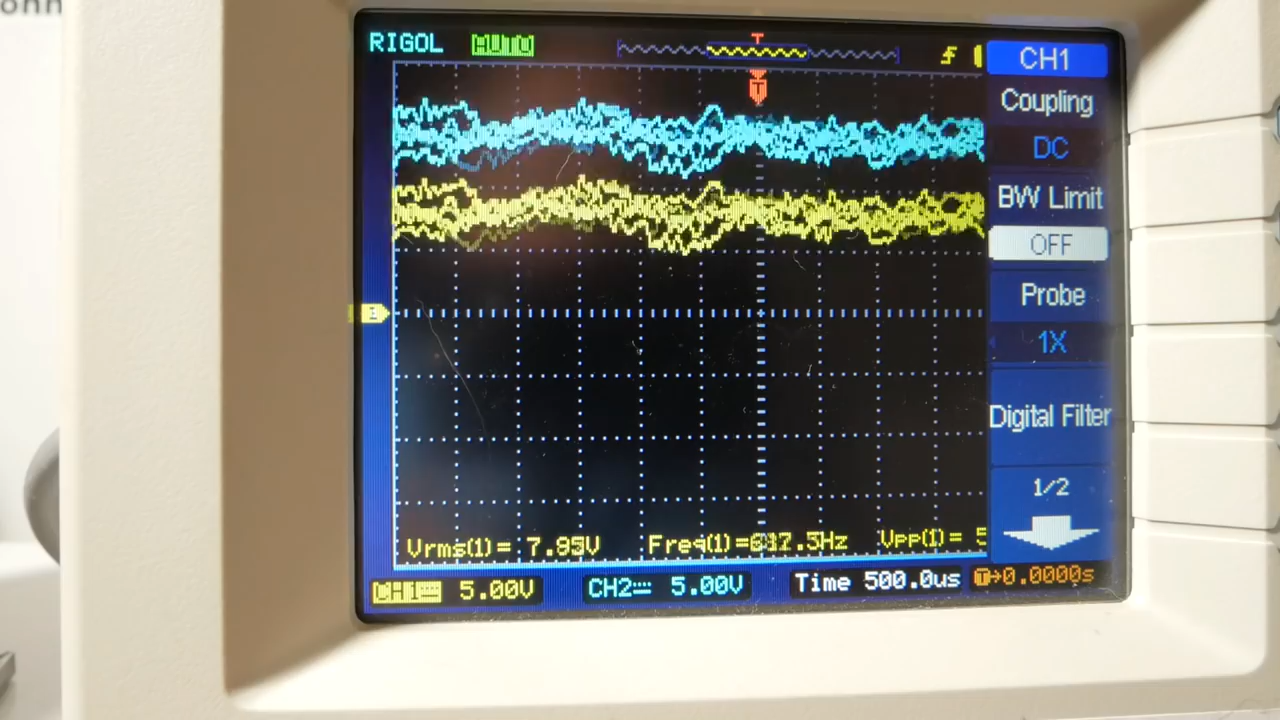 RIGOL
T
T
CH1
Coupling
DC
BW Limit
OFF
Probe
1X
Digital Filter
1/2
Vrms(1)= 7.95V Vpp(1)= 5
CH1 5.00V CH2 5.00V Time 500.0us T→0.0000s